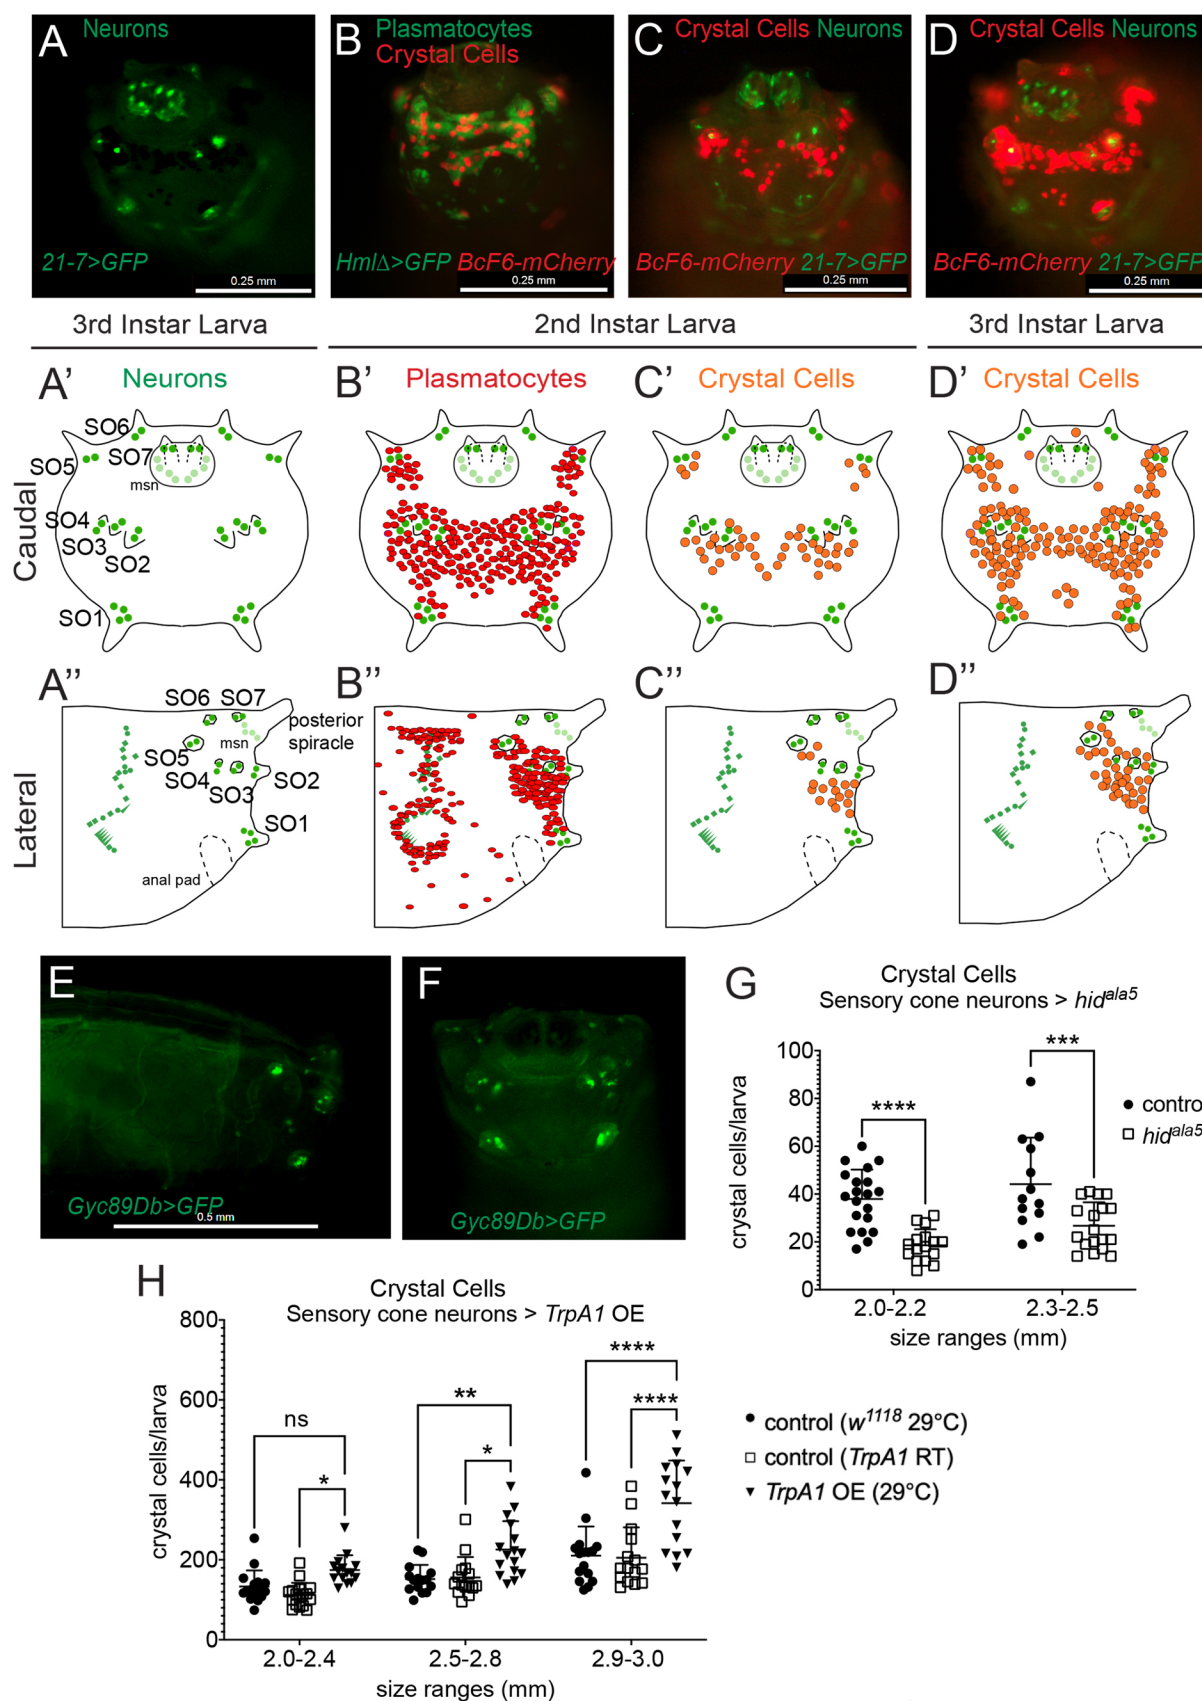 A Neurons
21-7>GFP
0.25 mm
B Plasmatocytes
Crystal Cells
HmlΔ>GFP BcF6-mCherry
0.25 mm
C Crystal Cells Neurons
BcF6-mCherry 21-7>GFP
0.25 mm
D Crystal Cells Neurons
BcF6-mCherry 21-7>GFP
0.25 mm
3rd Instar Larva
2nd Instar Larva
3rd Instar Larva
A' Neurons
B' Plasmatocytes
C' Crystal Cells
D' Crystal Cells
Caudal
SO6
SO7
SO5
msn
SO4
SO3
SO2
SO1
A''
B''
C''
D''
Lateral
SO6 SO7
posterior
spiracle
msn
SO5
SO4
SO2
SO3
SO1
anal pad
E
Gyc89Db>GFP
0.5 mm
F
Gyc89Db>GFP
G
Crystal Cells
Sensory cone neurons > hid^ala5
crystal cells/larva
100
80
60
40
20
0
****
***
control
hid^ala5
2.0-2.2
2.3-2.5
size ranges (mm)
H
Crystal Cells
Sensory cone neurons > TrpA1 OE
crystal cells/larva
800
600
400
200
0
ns
*
**
*
****
****
control (w^1118 29°C)
control (TrpA1 RT)
TrpA1 OE (29°C)
2.0-2.4
2.5-2.8
2.9-3.0
size ranges (mm)